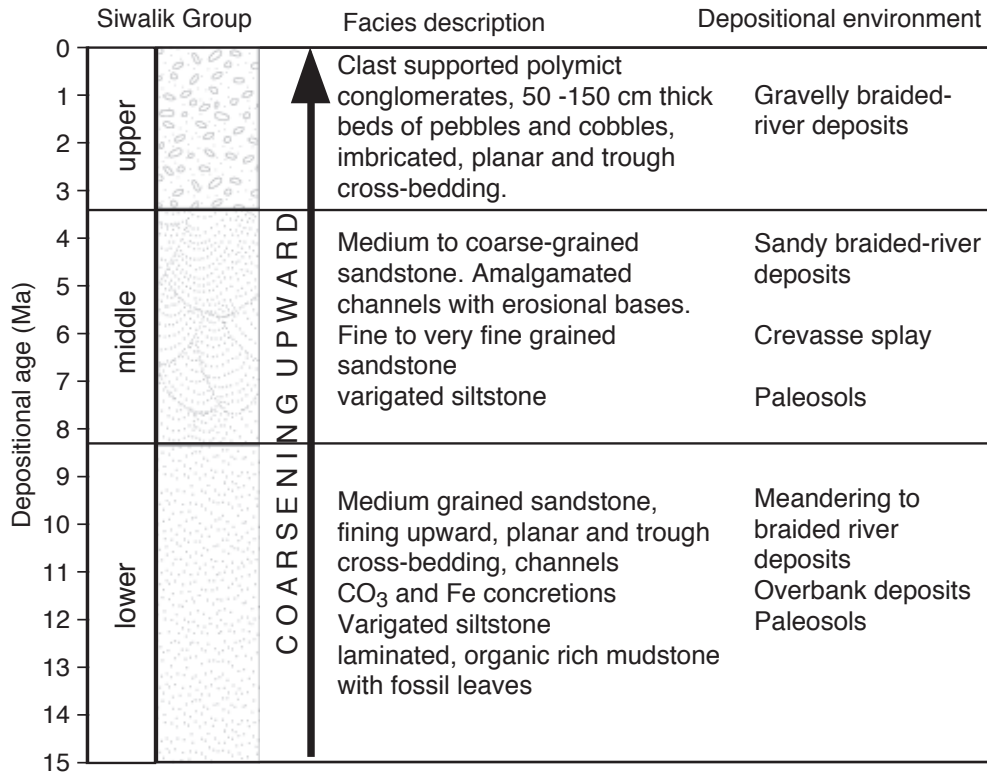 Siwalik Group
Facies description
Depositional environment
Depositional age (Ma)
0
1
2
3
4
5
6
7
8
9
10
11
12
13
14
15
upper
middle
lower
COARSENING UPWARD
Clast supported polymict
conglomerates, 50 -150 cm thick
beds of pebbles and cobbles,
imbricated, planar and trough
cross-bedding.
Gravelly braided-
river deposits
Medium to coarse-grained
sandstone. Amalgamated
channels with erosional bases.
Fine to very fine grained
sandstone
varigated siltstone
Sandy braided-river
deposits
Crevasse splay
Paleosols
Medium grained sandstone,
fining upward, planar and trough
cross-bedding, channels
CO3 and Fe concretions
Varigated siltstone
laminated, organic rich mudstone
with fossil leaves
Meandering to
braided river
deposits
Overbank deposits
Paleosols